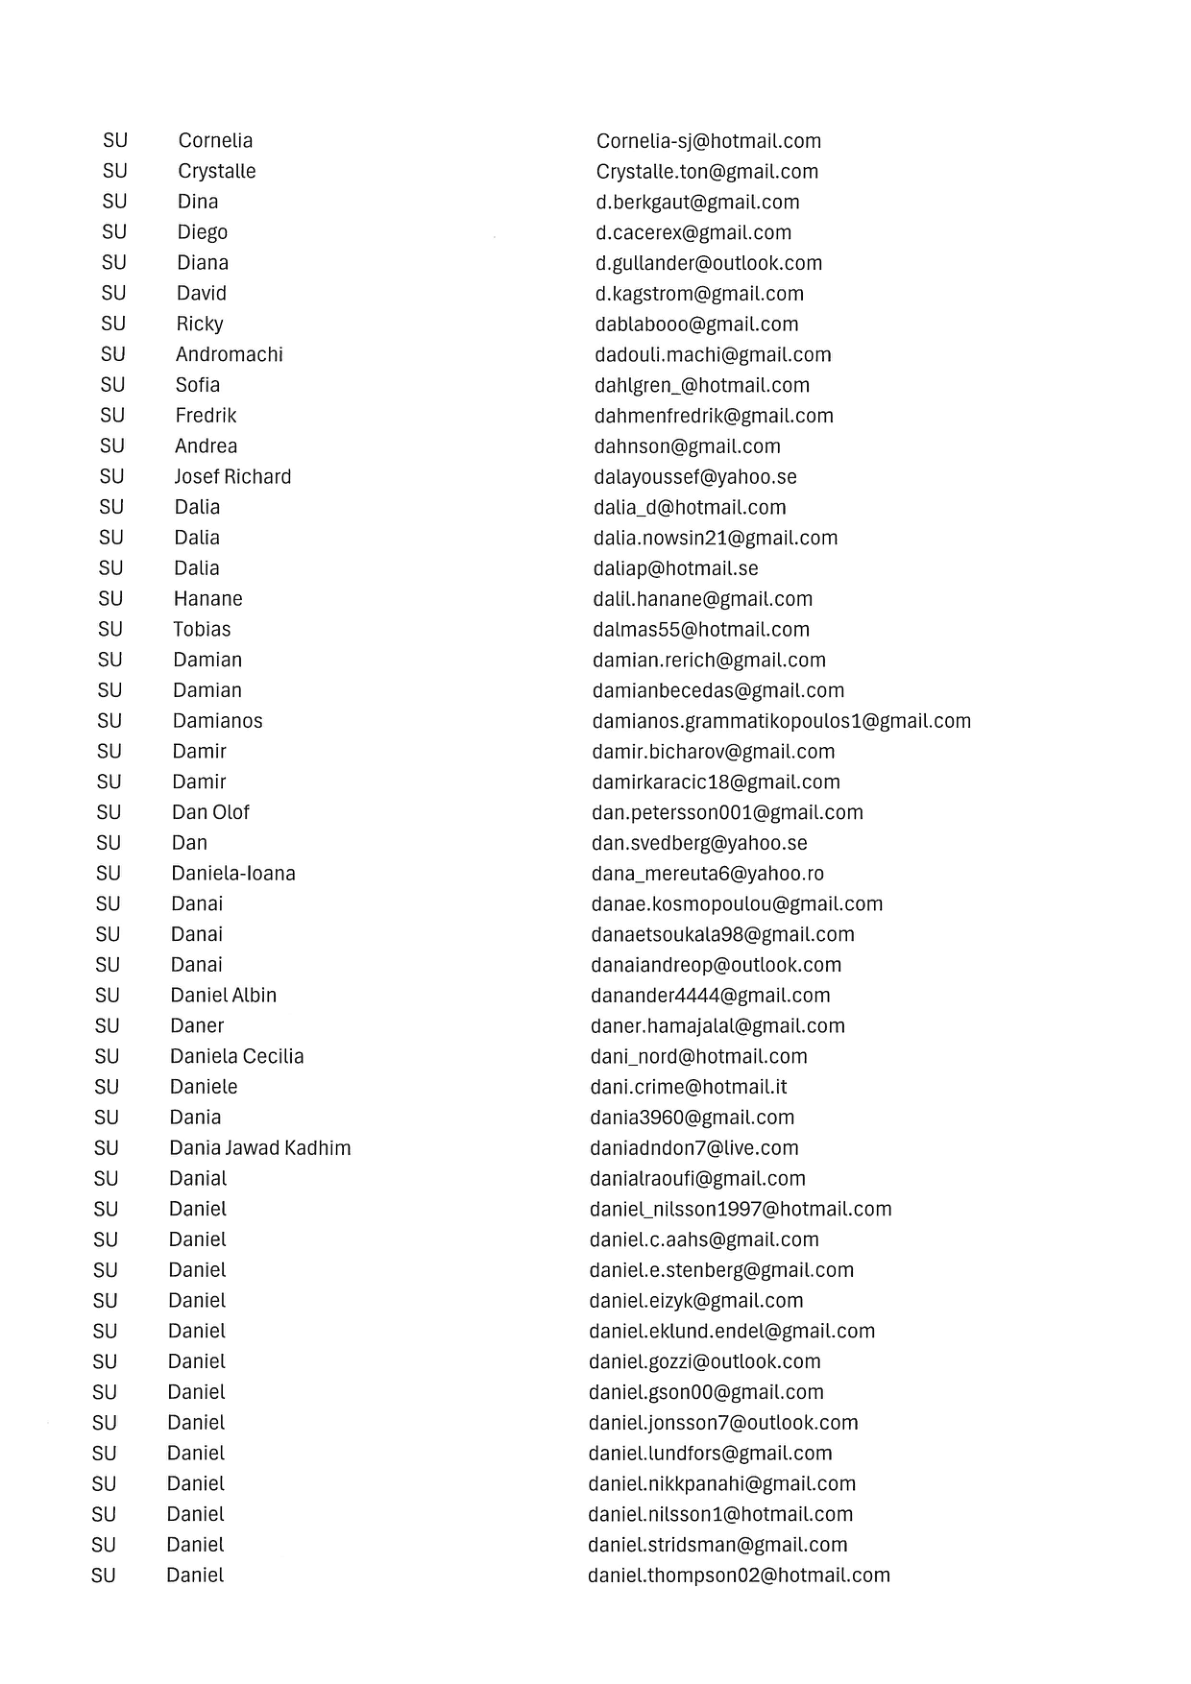 SU Cornelia Cornelia-sj@hotmail.com
SU Crystalle Crystalle.ton@gmail.com
SU Dina d.berkgaut@gmail.com
SU Diego d.cacerex@gmail.com
SU Diana d.gullander@outlook.com
SU David d.kagstrom@gmail.com
SU Ricky dablabooo@gmail.com
SU Andromachi dadouli.machi@gmail.com
SU Sofia dahlgren_@hotmail.com
SU Fredrik dahmenfredrik@gmail.com
SU Andrea dahnson@gmail.com
SU Josef Richard dalayoussef@yahoo.se
SU Dalia dalia_d@hotmail.com
SU Dalia dalia.nowsin21@gmail.com
SU Dalia daliap@hotmail.se
SU Hanane dalil.hanane@gmail.com
SU Tobias dalmas55@hotmail.com
SU Damian damian.rerich@gmail.com
SU Damian damianbecedas@gmail.com
SU Damianos damianos.grammatikopoulos1@gmail.com
SU Damir damir.bicharov@gmail.com
SU Damir damirkaracic18@gmail.com
SU Dan Olof dan.petersson001@gmail.com
SU Dan dan.svedberg@yahoo.se
SU Daniela-Ioana dana_mereuta6@yahoo.ro
SU Danai danae.kosmopoulou@gmail.com
SU Danai danaetsoukala98@gmail.com
SU Danai danaiandreop@outlook.com
SU Daniel Albin danander4444@gmail.com
SU Daner daner.hamajalal@gmail.com
SU Daniela Cecilia dani_nord@hotmail.com
SU Daniele dani.crime@hotmail.it
SU Dania dania3960@gmail.com
SU Dania Jawad Kadhim daniadndon7@live.com
SU Danial danialraoufi@gmail.com
SU Daniel daniel_nilsson1997@hotmail.com
SU Daniel daniel.c.aahs@gmail.com
SU Daniel daniel.e.stenberg@gmail.com
SU Daniel daniel.eizyk@gmail.com
SU Daniel daniel.eklund.endel@gmail.com
SU Daniel daniel.gozzi@outlook.com
SU Daniel daniel.gson00@gmail.com
SU Daniel daniel.jonsson7@outlook.com
SU Daniel daniel.lundfors@gmail.com
SU Daniel daniel.nikkpanahi@gmail.com
SU Daniel daniel.nilsson1@hotmail.com
SU Daniel daniel.stridsman@gmail.com
SU Daniel daniel.thompson02@hotmail.com